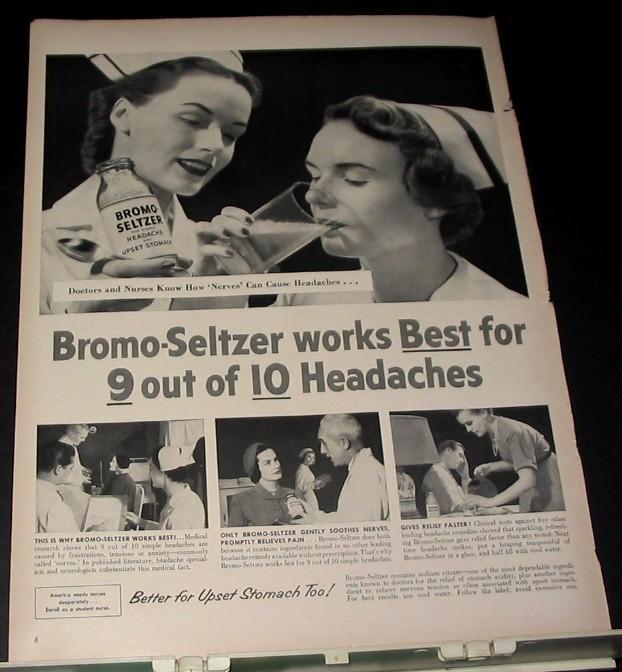 BROMO-
SELTZER
FOR SIMPLE
HEADACHE
AND
UPSET STOMACH
Doctors and Nurses Know How 'Nerves' Can Cause Headaches . . .
Bromo-Seltzer works Best for
9 out of 10 Headaches
THIS IS WHY BROMO-SELTZER WORKS BEST!...Medical
research shows that 9 out of 10 simple headaches are
caused by frustrations, tensions or anxiety—commonly
called "nerves." In published literature, headache special-
ists and neurologists substantiate this medical fact.
ONLY BROMO-SELTZER GENTLY SOOTHES NERVES,
PROMPTLY RELIEVES PAIN . . . Bromo-Seltzer does both
because it contains ingredients found in no other leading
headache remedy available without prescription. That's why
Bromo-Seltzer works best for 9 out of 10 simple headaches.
GIVES RELIEF FASTER! Clinical tests against five other
leading headache remedies showed that sparkling, refresh-
ing Bromo-Seltzer gave relief faster than any tested. Next
time headache strikes, put a heaping teaspoonful of
Bromo-Seltzer in a glass, and half fill with cool water.
America needs nurses
desperately...
Enroll as a student nurse.
Better for Upset Stomach Too!
Bromo-Seltzer contains sodium citrate—one of the most dependable ingredi-
ents known to doctors for the relief of stomach acidity, plus another ingre-
dient to relieve nervous tension so often associated with upset stomach.
For best results use cool water. Follow the label; avoid excessive use.
6